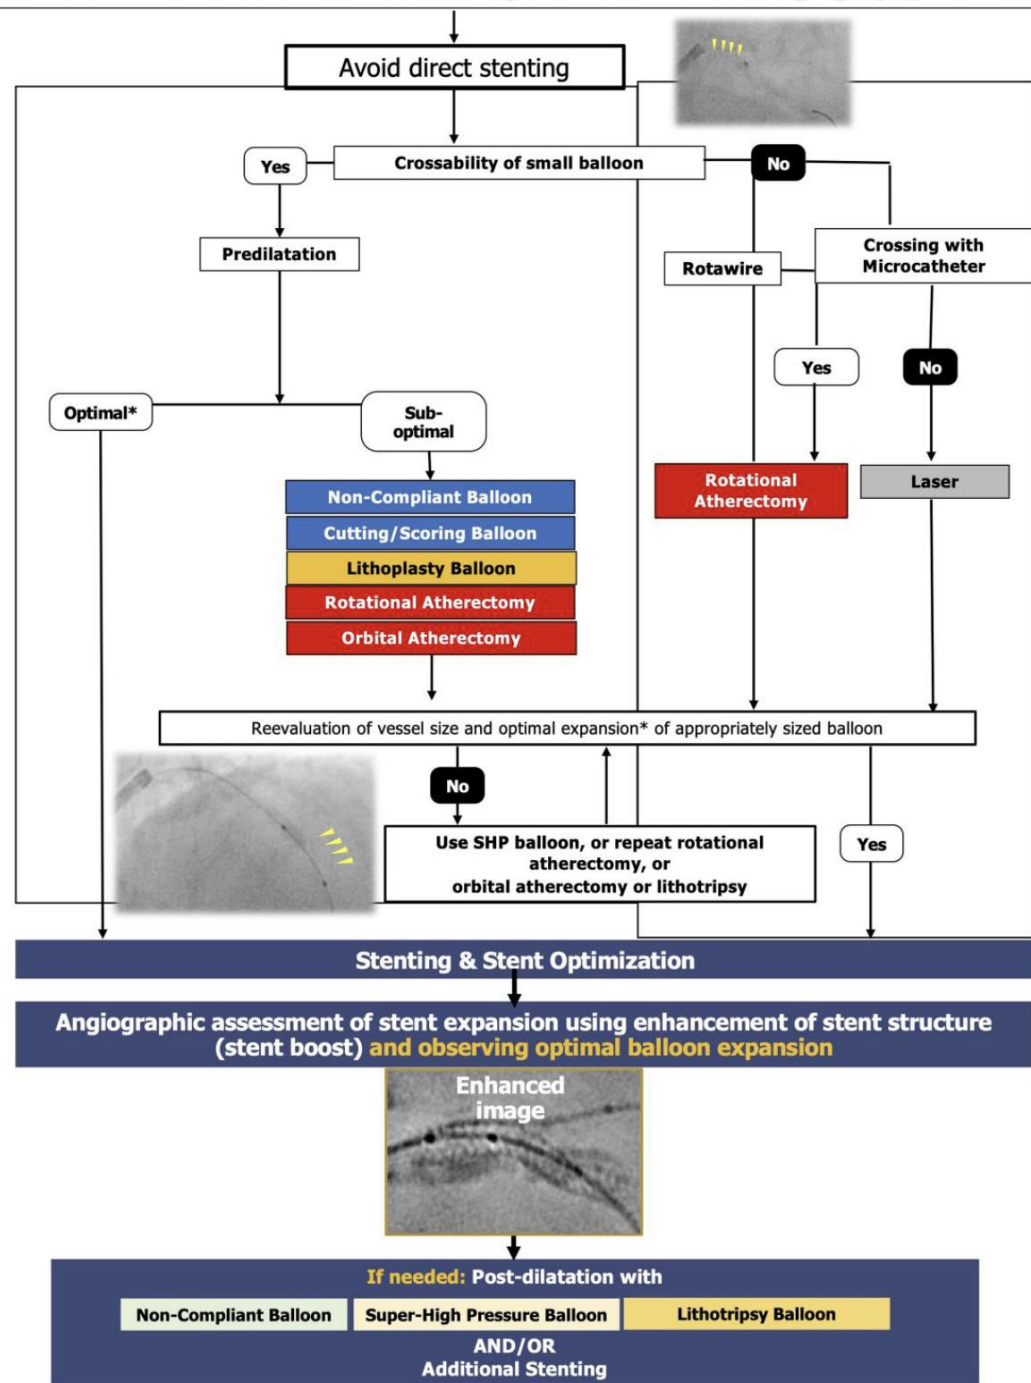 Avoid direct stenting
Yes
Crossability of small balloon
No
Predilatation
Rotawire
Crossing with
Microcatheter
Yes
No
Optimal*
Sub-
optimal
Rotational
Atherectomy
Laser
Non-Compliant Balloon
Cutting/Scoring Balloon
Lithoplasty Balloon
Rotational Atherectomy
Orbital Atherectomy
Reevaluation of vessel size and optimal expansion* of appropriately sized balloon
No
Use SHP balloon, or repeat rotational
atherectomy, or
orbital atherectomy or lithotripsy
Yes
Stenting & Stent Optimization
Angiographic assessment of stent expansion using enhancement of stent structure
(stent boost) and observing optimal balloon expansion
Enhanced
image
If needed: Post-dilatation with
Non-Compliant Balloon
Super-High Pressure Balloon
Lithotripsy Balloon
AND/OR
Additional Stenting